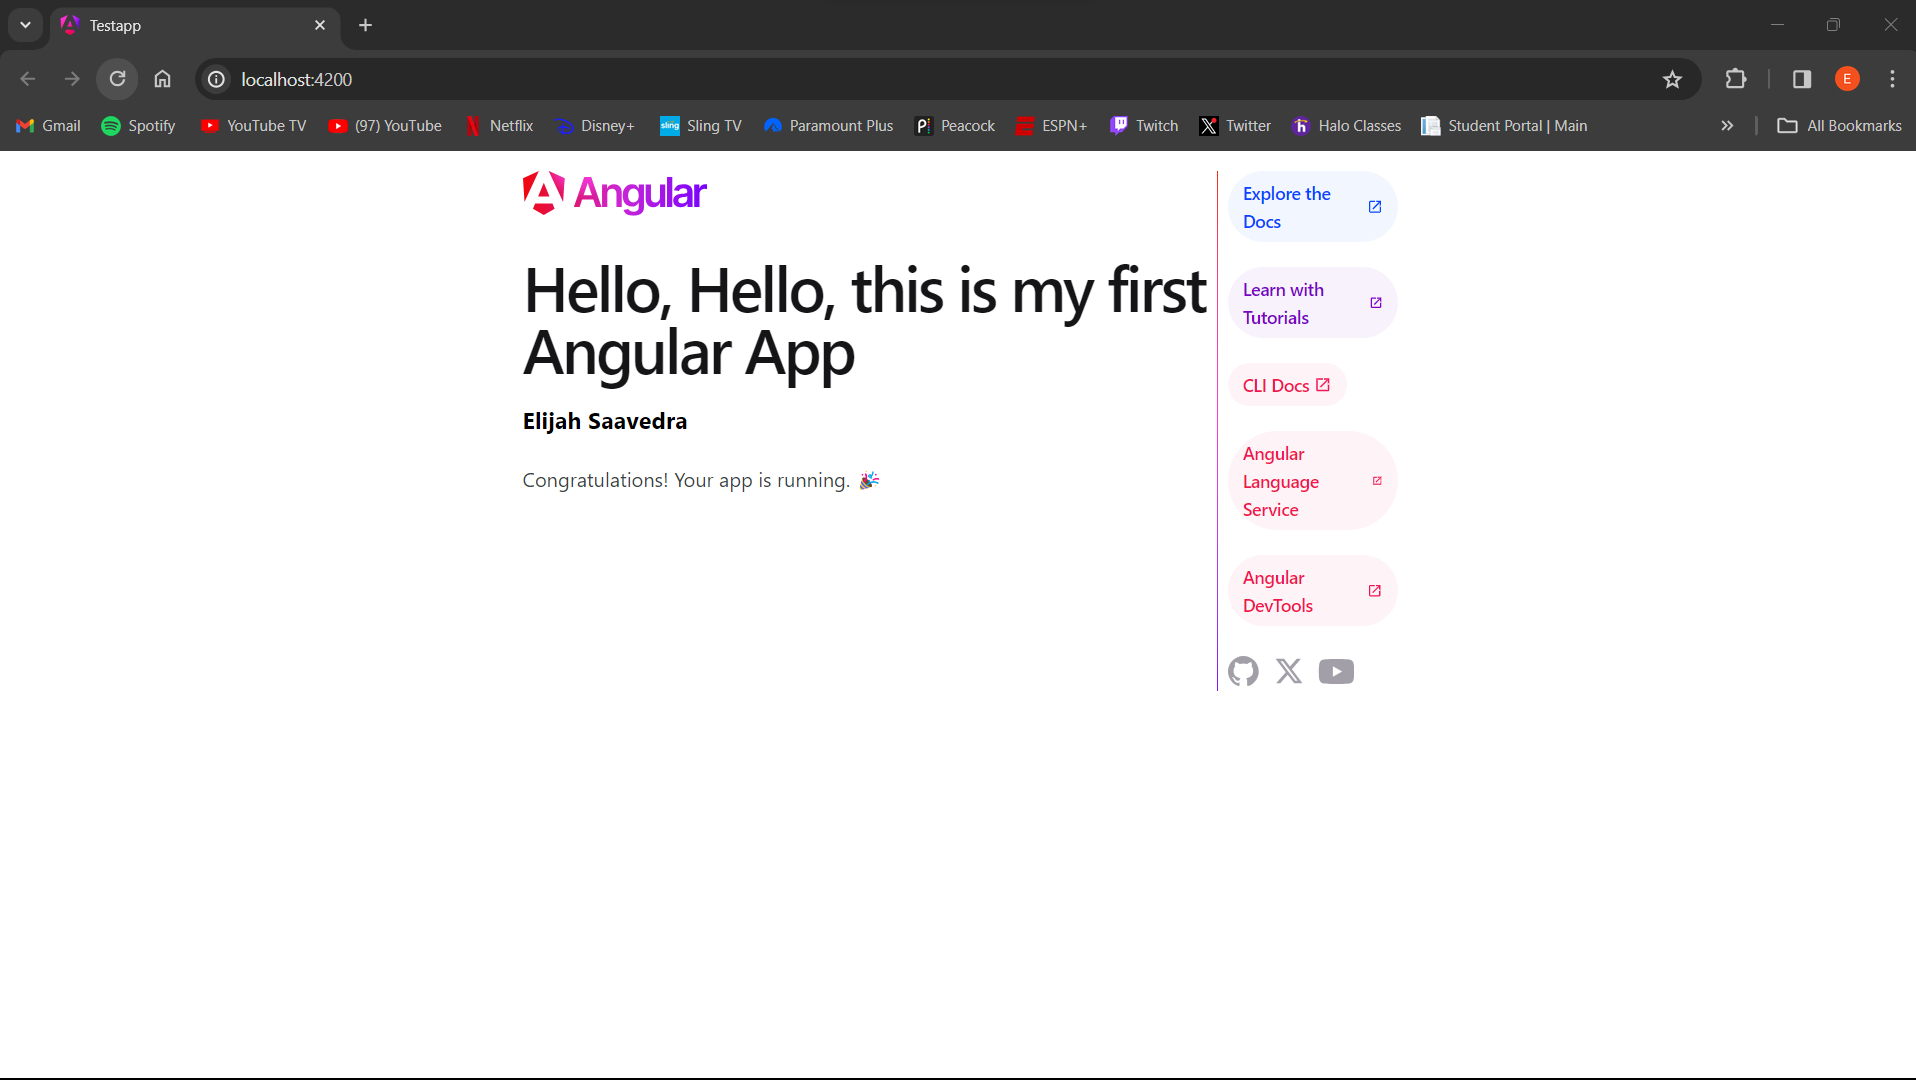 Testapp
localhost:4200
E
Gmail
Spotify
YouTube TV
(97) YouTube
Netflix
Disney+
sling
Sling TV
Paramount Plus
Peacock
ESPN+
Twitch
Twitter
h
Halo Classes
Student Portal | Main
All Bookmarks
Angular
Hello, Hello, this is my first
Angular App
Elijah Saavedra
Congratulations! Your app is running. 🎉
Explore the
Docs
Learn with
Tutorials
CLI Docs
Angular
Language
Service
Angular
DevTools